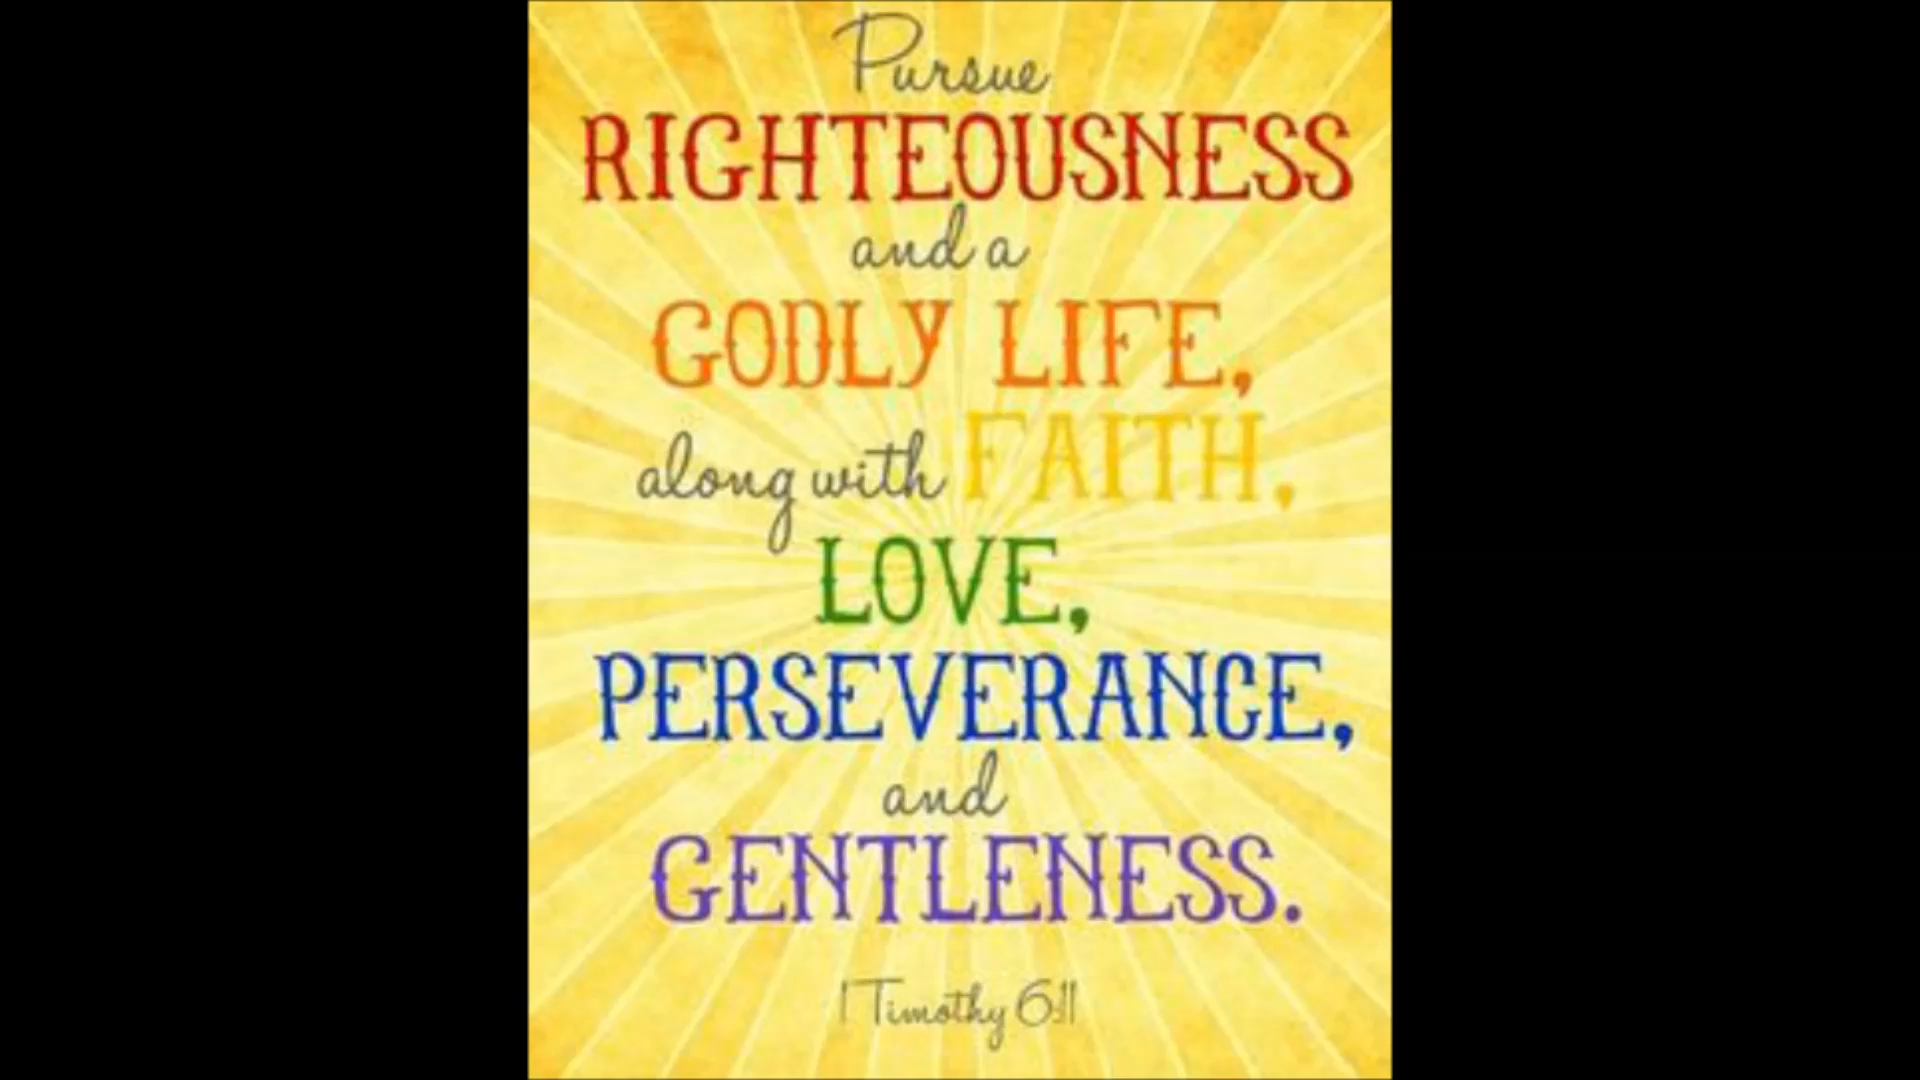 Pursue
RIGHTEOUSNESS
and a
GODLY LIFE,
along with FAITH,
LOVE,
PERSEVERANCE,
and
GENTLENESS.
1 Timothy 6:11